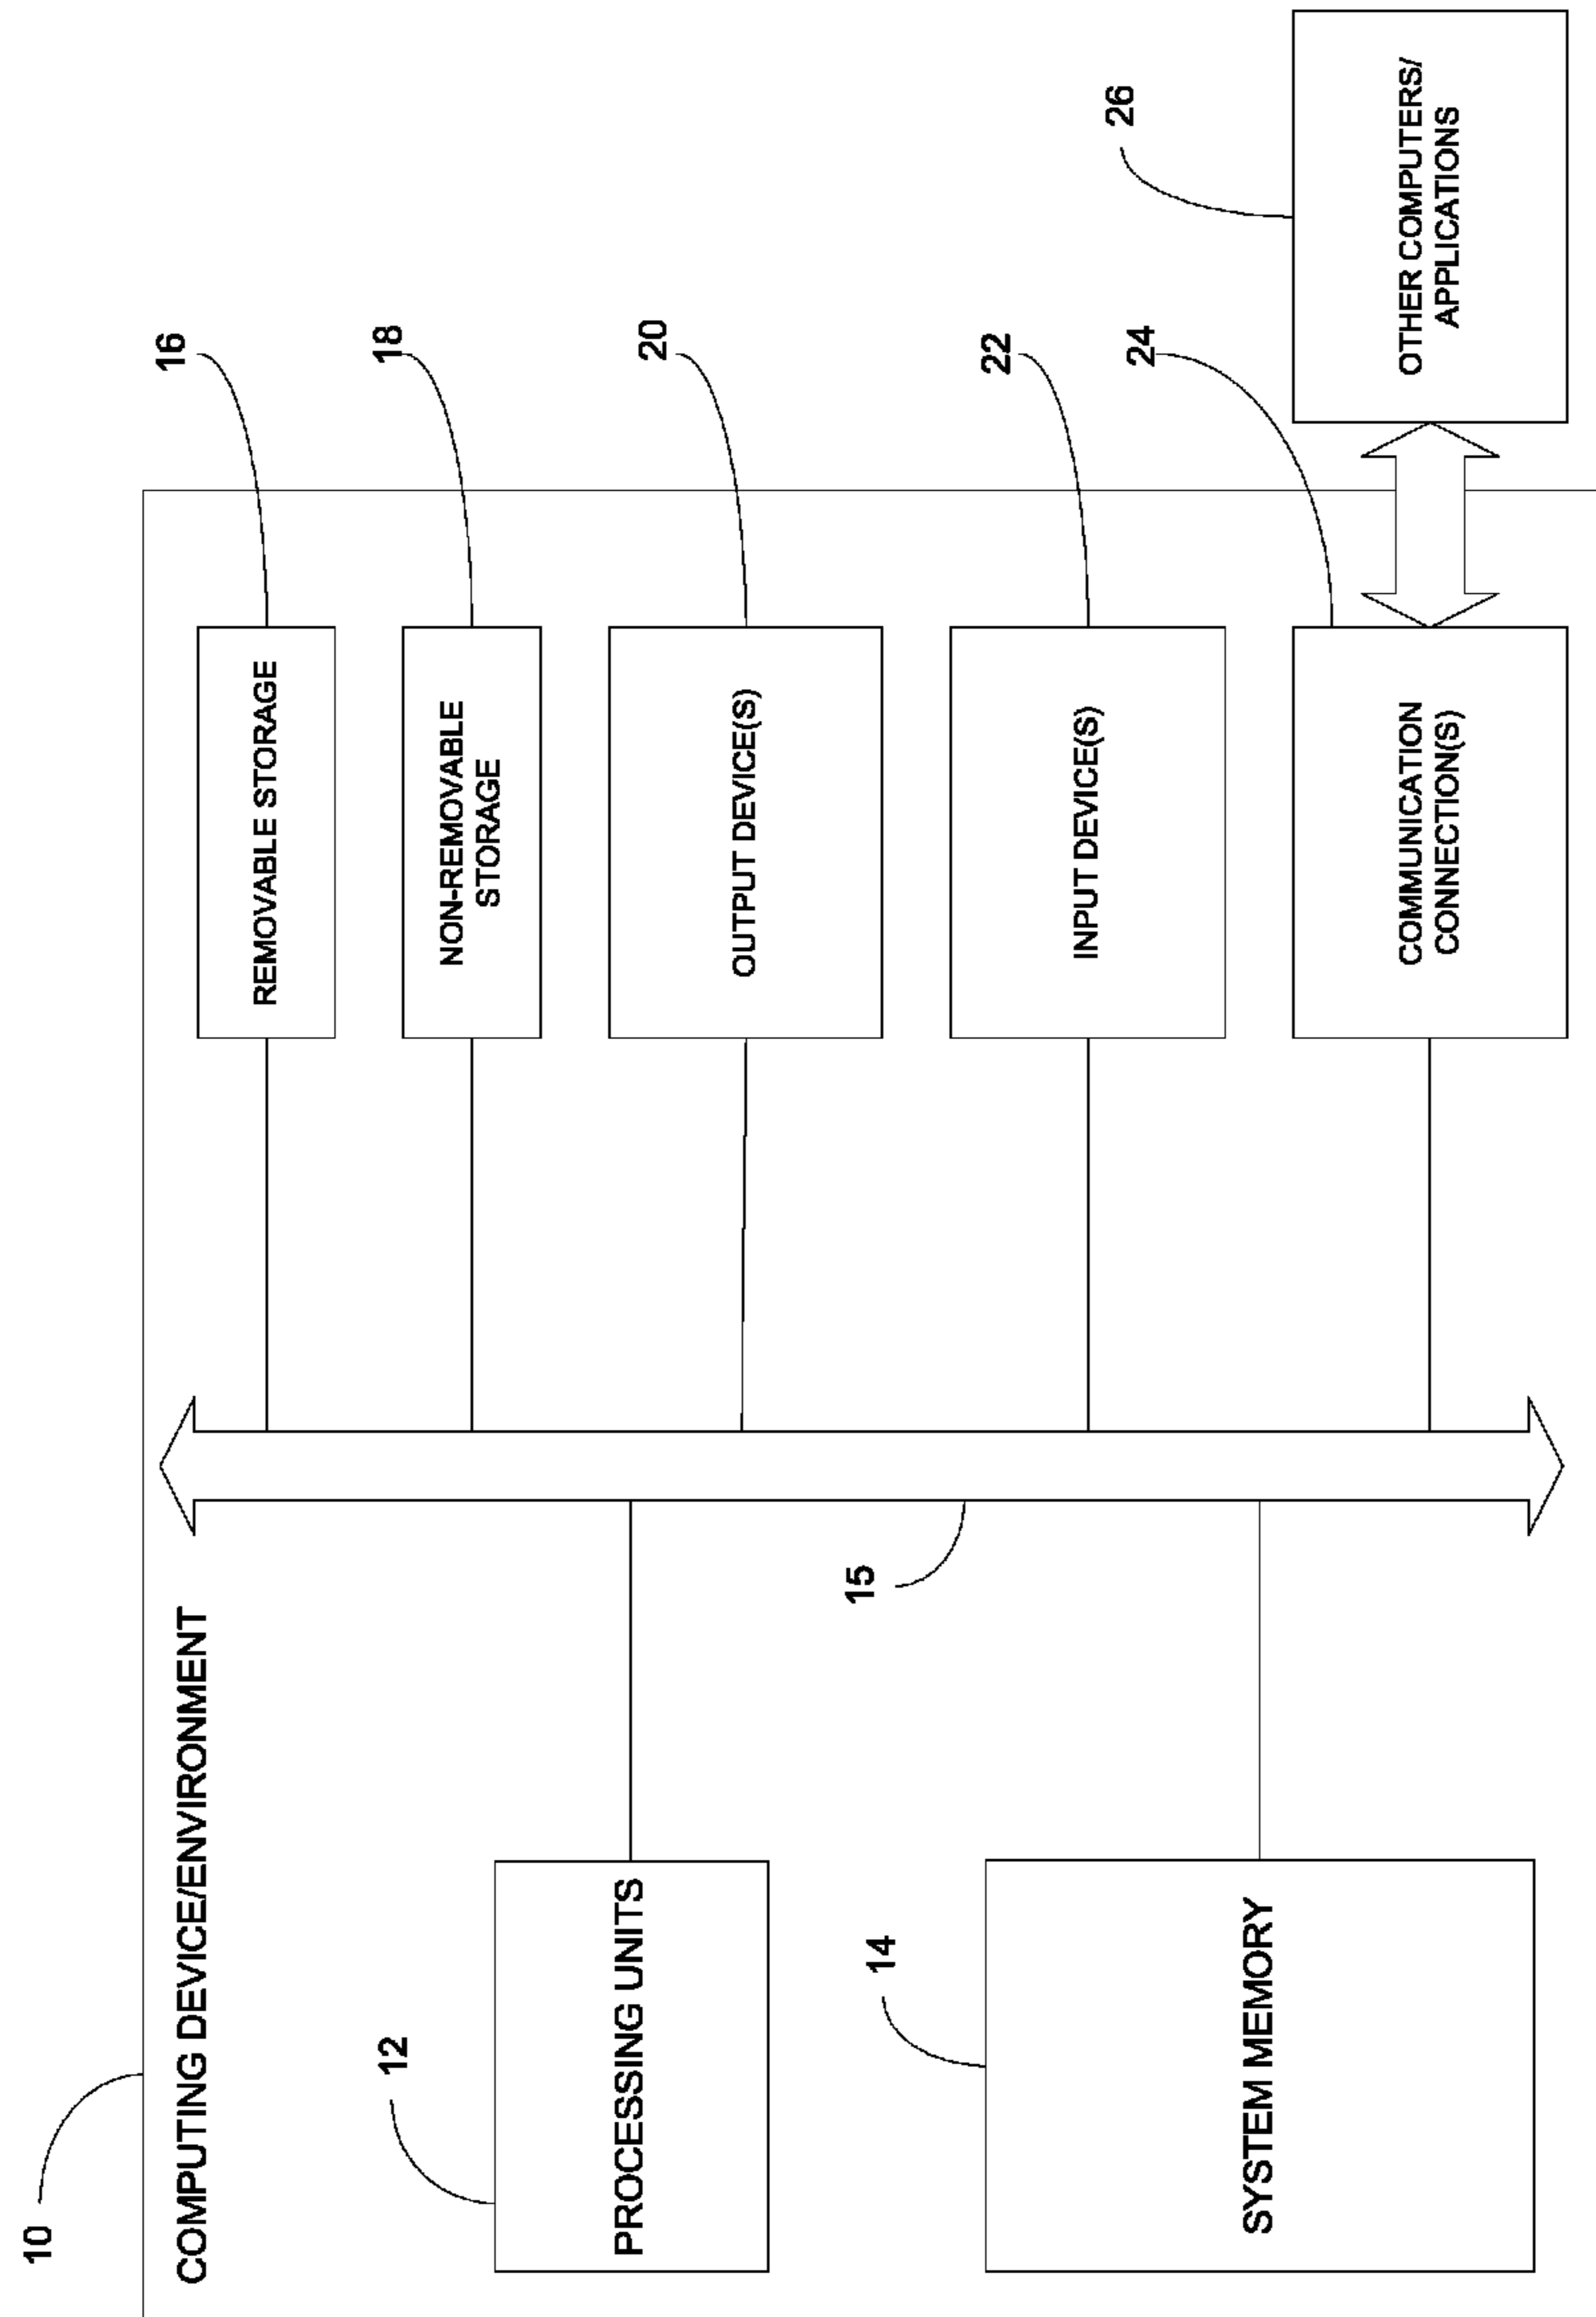 10
COMPUTING DEVICE/ENVIRONMENT
16
REMOVABLE STORAGE
18
NON-REMOVABLE
STORAGE
12
PROCESSING UNITS
20
OUTPUT DEVICE(S)
15
14
SYSTEM MEMORY
22
INPUT DEVICE(S)
24
COMMUNICATION
CONNECTION(S)
26
OTHER COMPUTERS/
APPLICATIONS